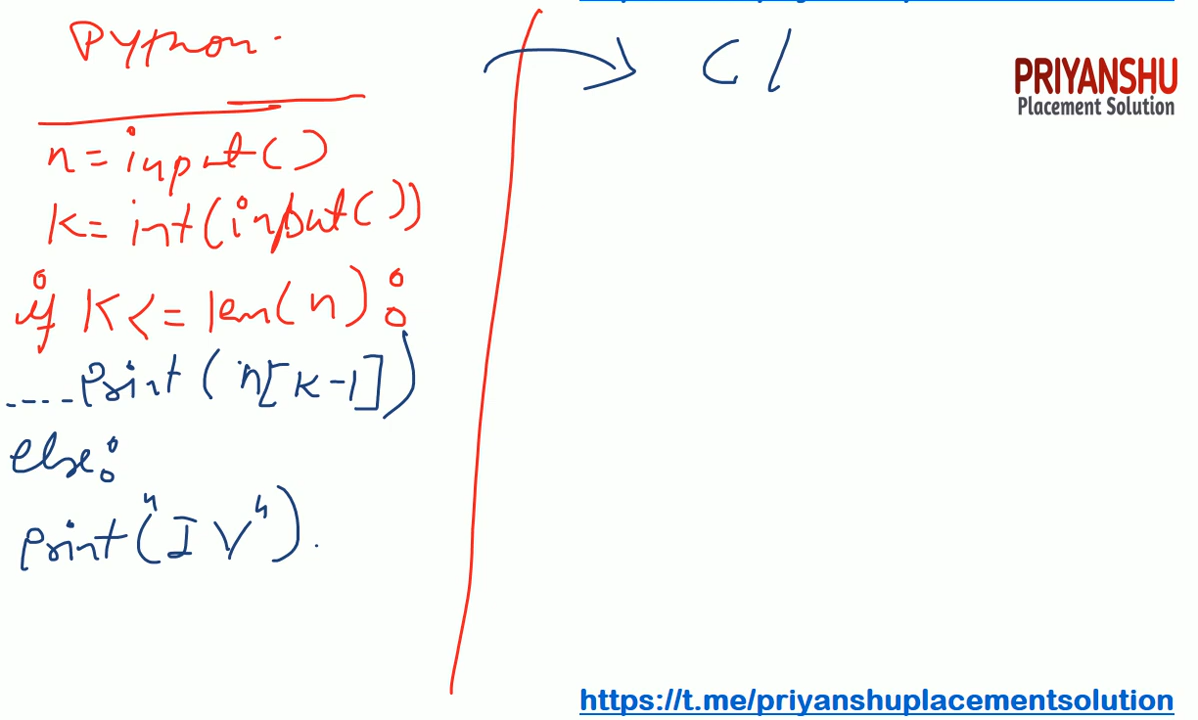 Python.
n = input()
k = int(input())
if k <= len(n):
....print(n[k-1])
else:
print("IV").
C/
PRIYANSHU
Placement Solution
https://t.me/priyanshuplacementsolution